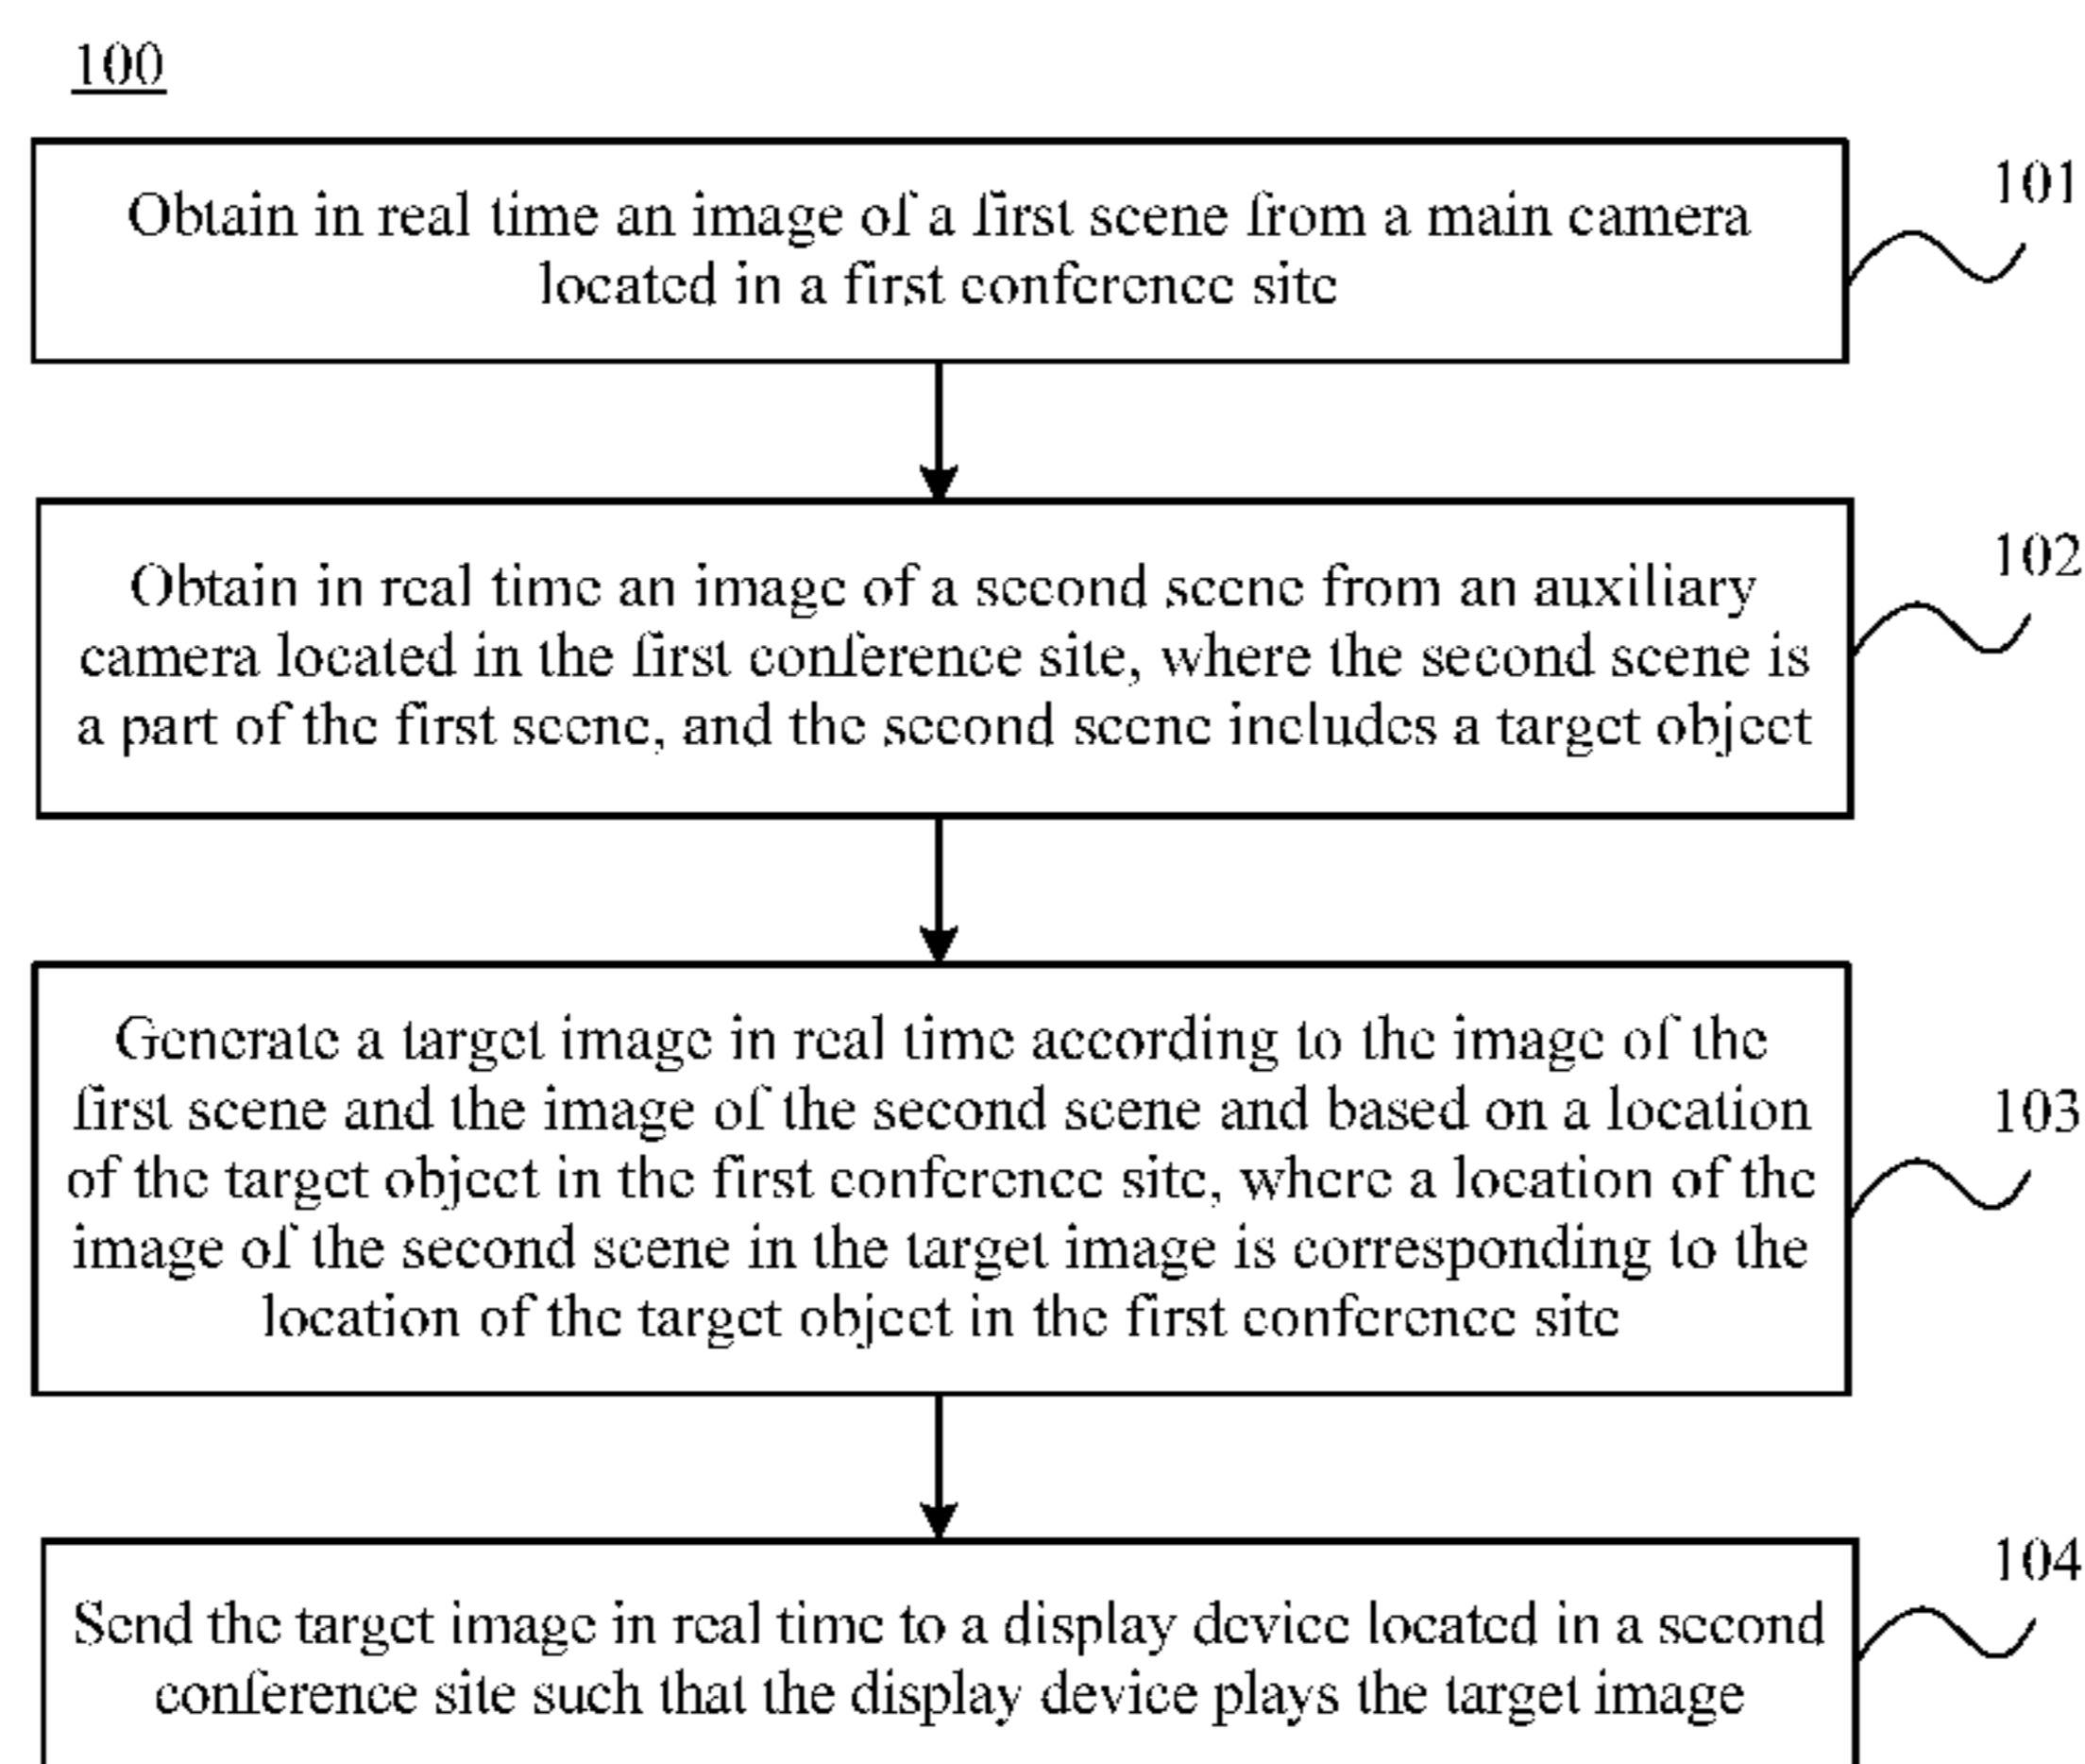 100
Obtain in real time an image of a first scene from a main camera
located in a first conference site
101
Obtain in real time an image of a second scene from an auxiliary
camera located in the first conference site, where the second scene is
a part of the first scene, and the second scene includes a target object
102
Generate a target image in real time according to the image of the
first scene and the image of the second scene and based on a location
of the target object in the first conference site, where a location of the
image of the second scene in the target image is corresponding to the
location of the target object in the first conference site
103
Send the target image in real time to a display device located in a second
conference site such that the display device plays the target image
104